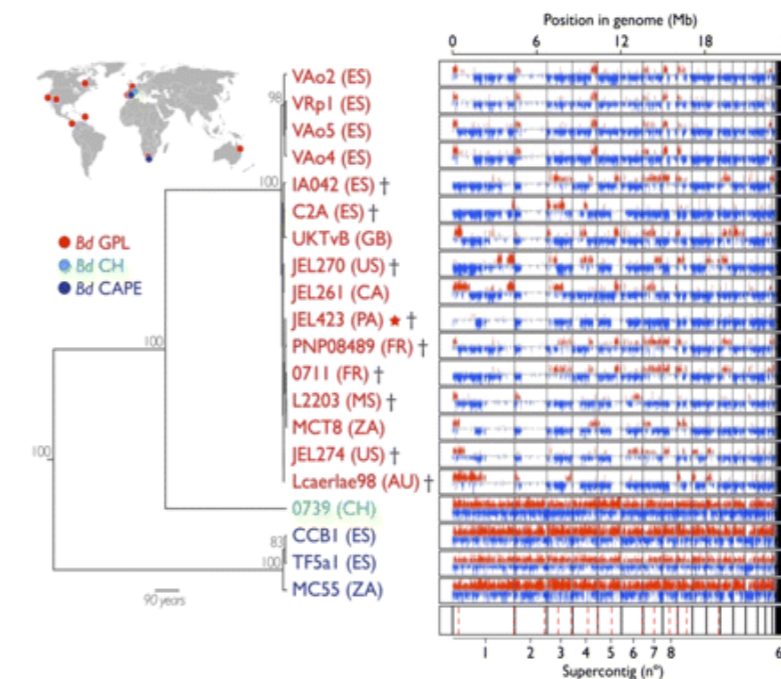 Position in genome (Mb)
0 6 12 18
VAo2 (ES)
98
VRp1 (ES)
VAo5 (ES)
VAo4 (ES)
100
IA042 (ES) †
C2A (ES) †
Bd GPL
UKTvB (GB)
Bd CH
JEL270 (US) †
Bd CAPE
JEL261 (CA)
JEL423 (PA) ★ †
100
PNP08489 (FR) †
0711 (FR) †
L2203 (MS) †
MCT8 (ZA)
100
JEL274 (US) †
Lcaerlae98 (AU) †
0739 (CH)
83
CCB1 (ES)
100
TF5a1 (ES)
MC55 (ZA)
90 years
1 2 3 4 5 6 7 8 6
Supercontig (n°)